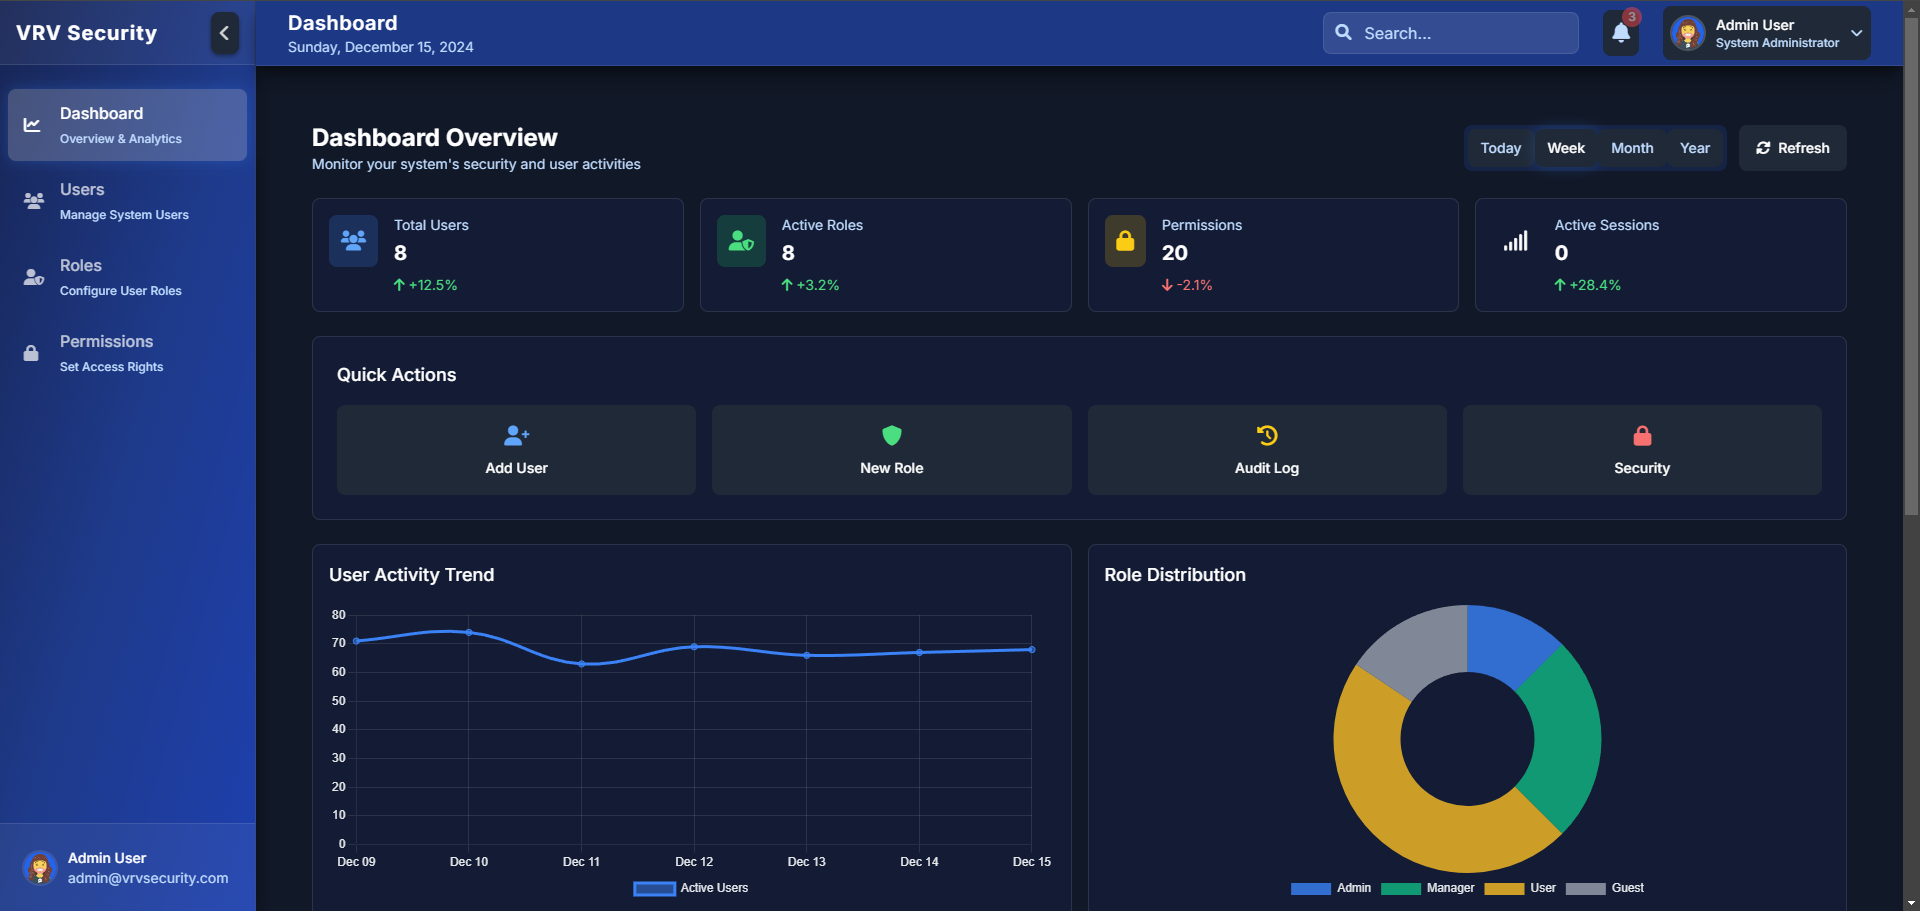 VRV Security
Dashboard
Overview & Analytics
Users
Manage System Users
Roles
Configure User Roles
Permissions
Set Access Rights
Admin User
admin@vrvsecurity.com
Dashboard
Sunday, December 15, 2024
Search...
3
Admin User
System Administrator
Dashboard Overview
Monitor your system's security and user activities
Today Week Month Year Refresh
Total Users
8
+12.5%
Active Roles
8
+3.2%
Permissions
20
-2.1%
Active Sessions
0
+28.4%
Quick Actions
Add User
New Role
Audit Log
Security
User Activity Trend
80
70
60
50
40
30
20
10
0
Dec 09 Dec 10 Dec 11 Dec 12 Dec 13 Dec 14 Dec 15
Active Users
Role Distribution
Admin Manager User Guest